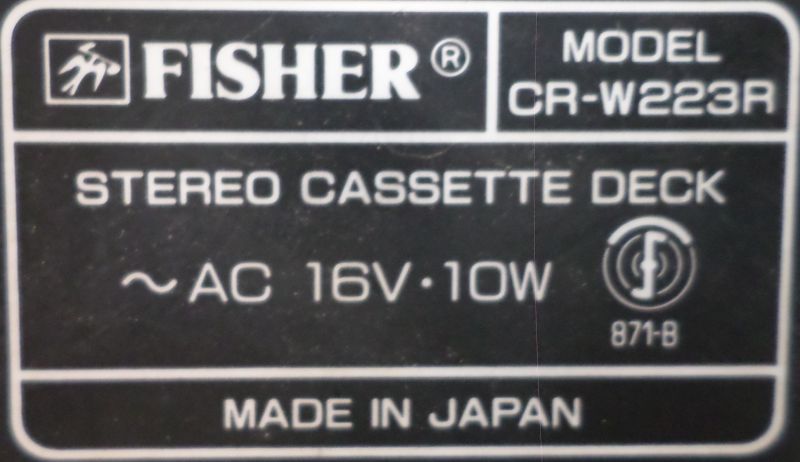 FISHER®
MODEL
CR-W223R
STEREO CASSETTE DECK
~ AC 16V·10W
871-B
MADE IN JAPAN